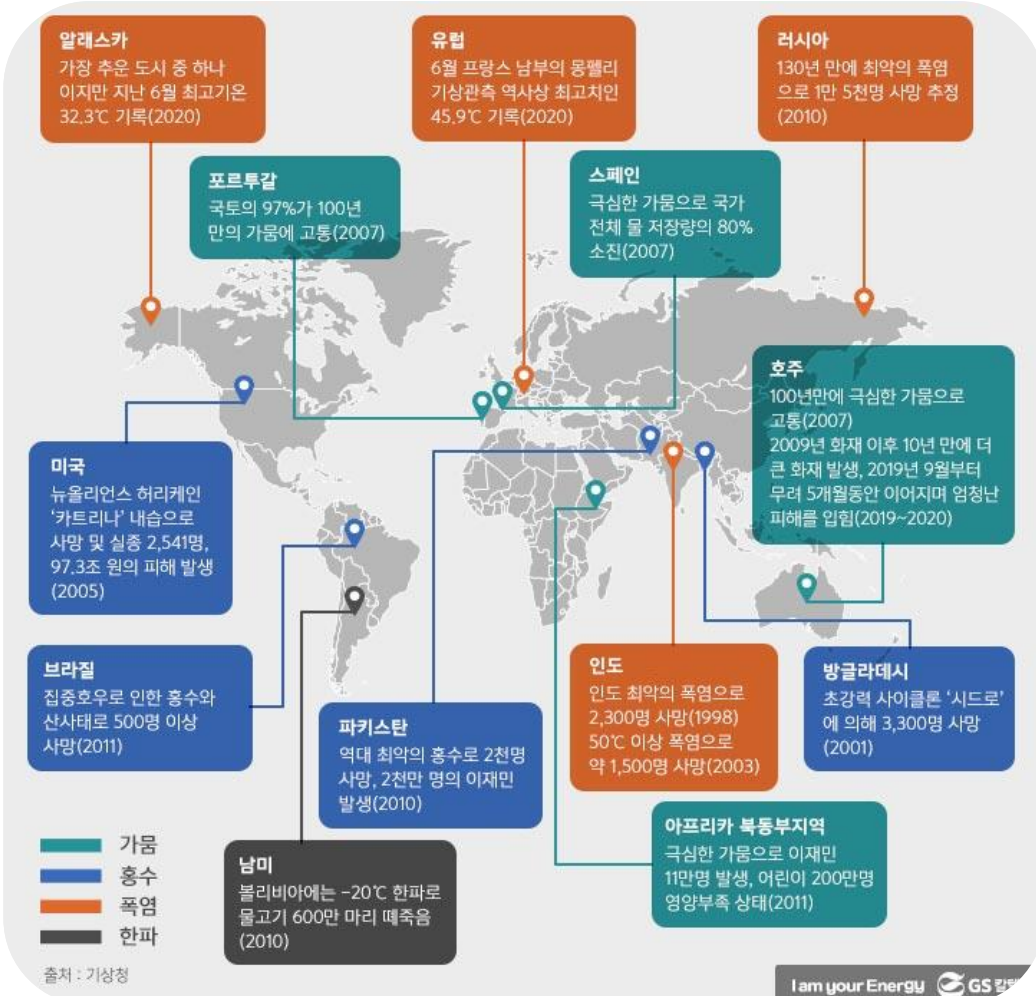 알래스카
가장 추운 도시 중 하나
이지만 지난 6월 최고기온
32.3℃ 기록(2020)
유럽
6월 프랑스 남부의 몽펠리
기상관측 역사상 최고치인
45.9℃ 기록(2020)
러시아
130년 만에 최악의 폭염
으로 1만 5천명 사망 추정
(2010)
포르투갈
국토의 97%가 100년
만의 가뭄에 고통(2007)
스페인
극심한 가뭄으로 국가
전체 물 저장량의 80%
소진(2007)
호주
100년만에 극심한 가뭄으로
고통(2007)
2009년 화재 이후 10년 만에 더
큰 화재 발생, 2019년 9월부터
무려 5개월동안 이어지며 엄청난
피해를 입힘(2019~2020)
미국
뉴올리언스 허리케인
‘카트리나’ 내습으로
사망 및 실종 2,541명,
97.3조 원의 피해 발생
(2005)
브라질
집중호우로 인한 홍수와
산사태로 500명 이상
사망(2011)
파키스탄
역대 최악의 홍수로 2천명
사망, 2천만 명의 이재민
발생(2010)
인도
인도 최악의 폭염으로
2,300명 사망(1998)
50℃ 이상 폭염으로
약 1,500명 사망(2003)
방글라데시
초강력 사이클론 ‘시드로’
에 의해 3,300명 사망
(2001)
아프리카 북동부지역
극심한 가뭄으로 이재민
11만명 발생, 어린이 200만명
영양부족 상태(2011)
남미
볼리비아에는 -20℃ 한파로
물고기 600만 마리 떼죽음
(2010)
가뭄
홍수
폭염
한파
출처 : 기상청
I am your Energy GS